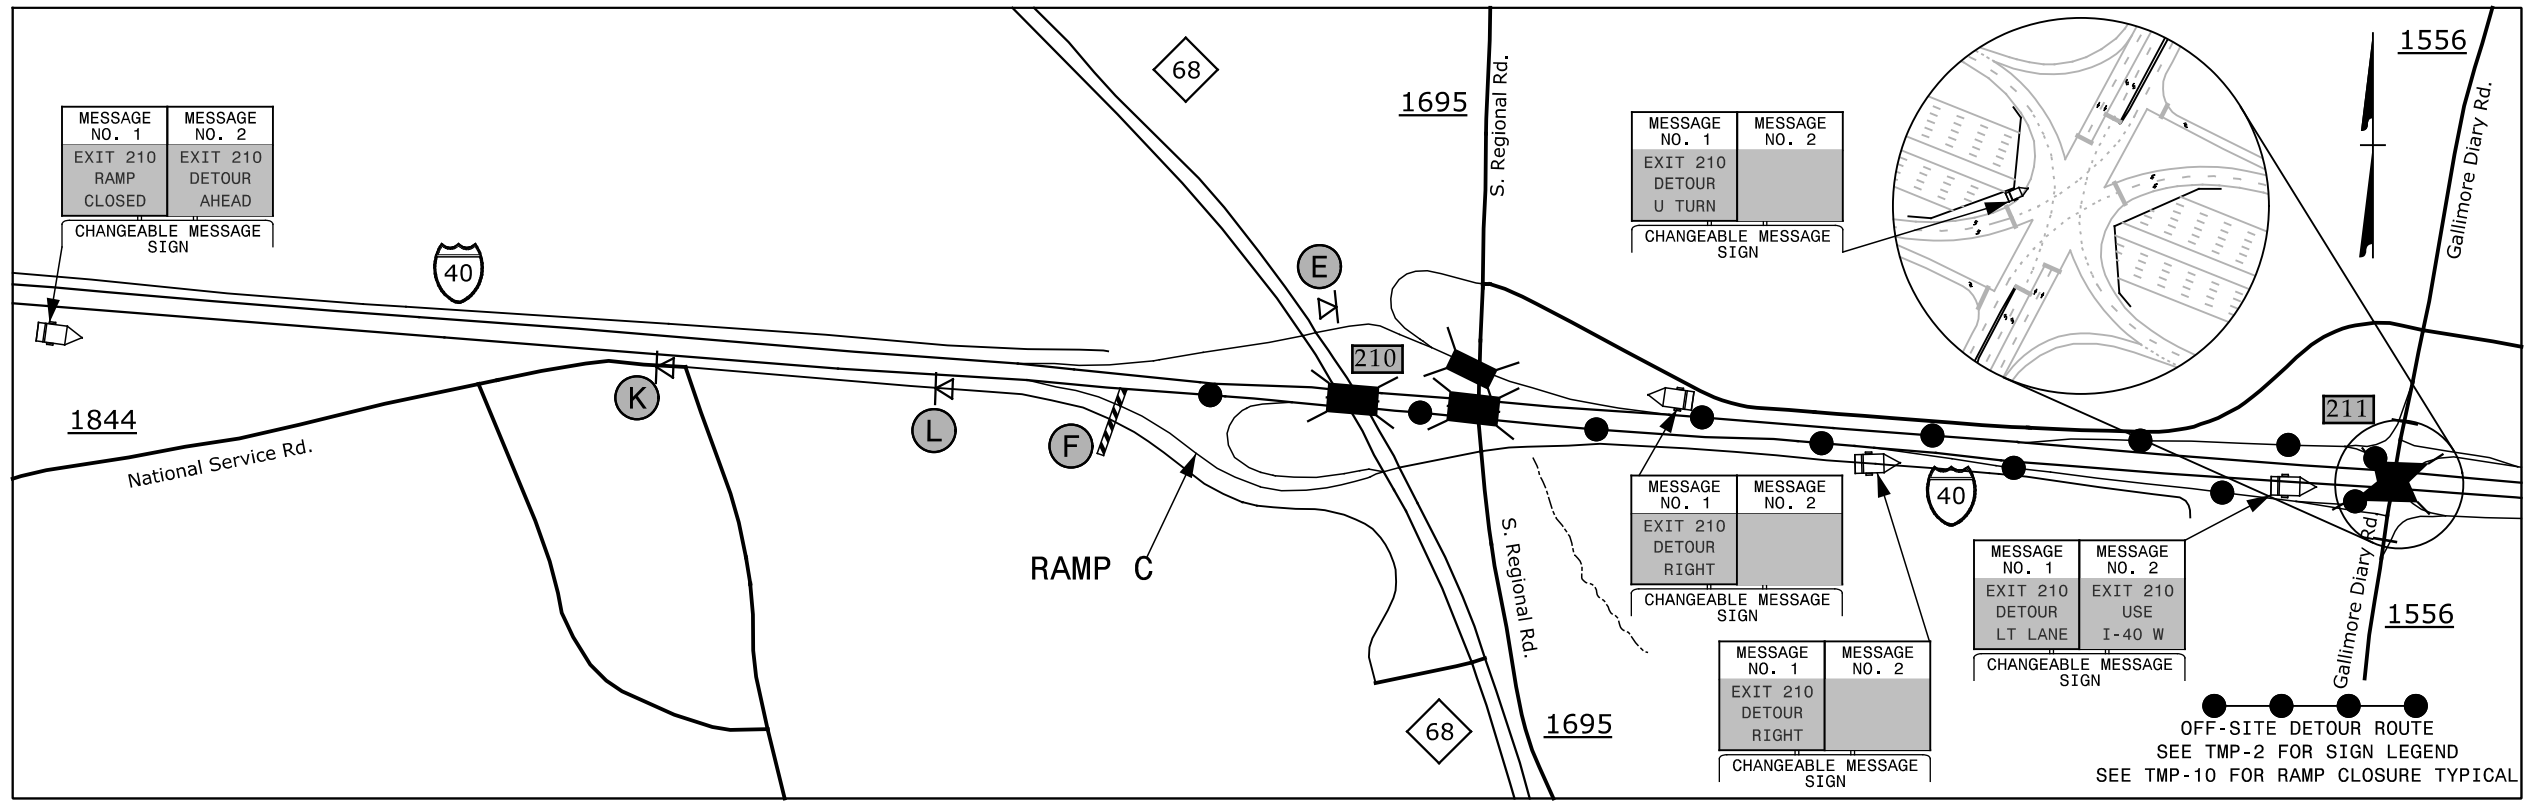 68
1556
1695
S. Regional Rd.
Gallimore Diary Rd.
MESSAGE NO. 1
MESSAGE NO. 2
EXIT 210 RAMP CLOSED
EXIT 210 DETOUR AHEAD
CHANGEABLE MESSAGE SIGN
MESSAGE NO. 1
MESSAGE NO. 2
EXIT 210 DETOUR U TURN
CHANGEABLE MESSAGE SIGN
40
E
210
K
L
F
1844
National Service Rd.
211
RAMP C
MESSAGE NO. 1
MESSAGE NO. 2
EXIT 210 DETOUR RIGHT
CHANGEABLE MESSAGE SIGN
40
S. Regional Rd.
MESSAGE NO. 1
MESSAGE NO. 2
EXIT 210 DETOUR LT LANE
EXIT 210 USE I-40 W
CHANGEABLE MESSAGE SIGN
Gallimore Diary Rd.
1556
MESSAGE NO. 1
MESSAGE NO. 2
EXIT 210 DETOUR RIGHT
CHANGEABLE MESSAGE SIGN
68
1695
OFF-SITE DETOUR ROUTE
SEE TMP-2 FOR SIGN LEGEND
SEE TMP-10 FOR RAMP CLOSURE TYPICAL